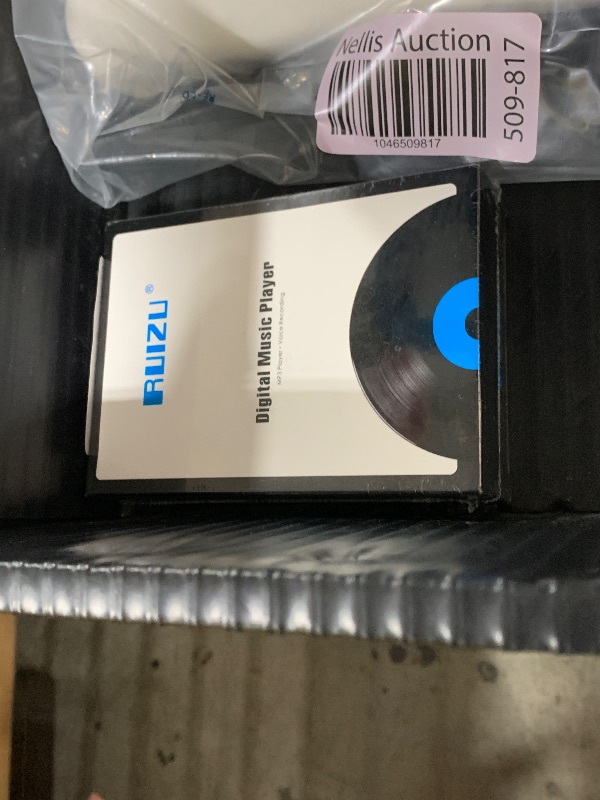 Nellis Auction
1046509817
509-817
RUIZU®
Digital Music Player
MP3 Player • Voice Recording